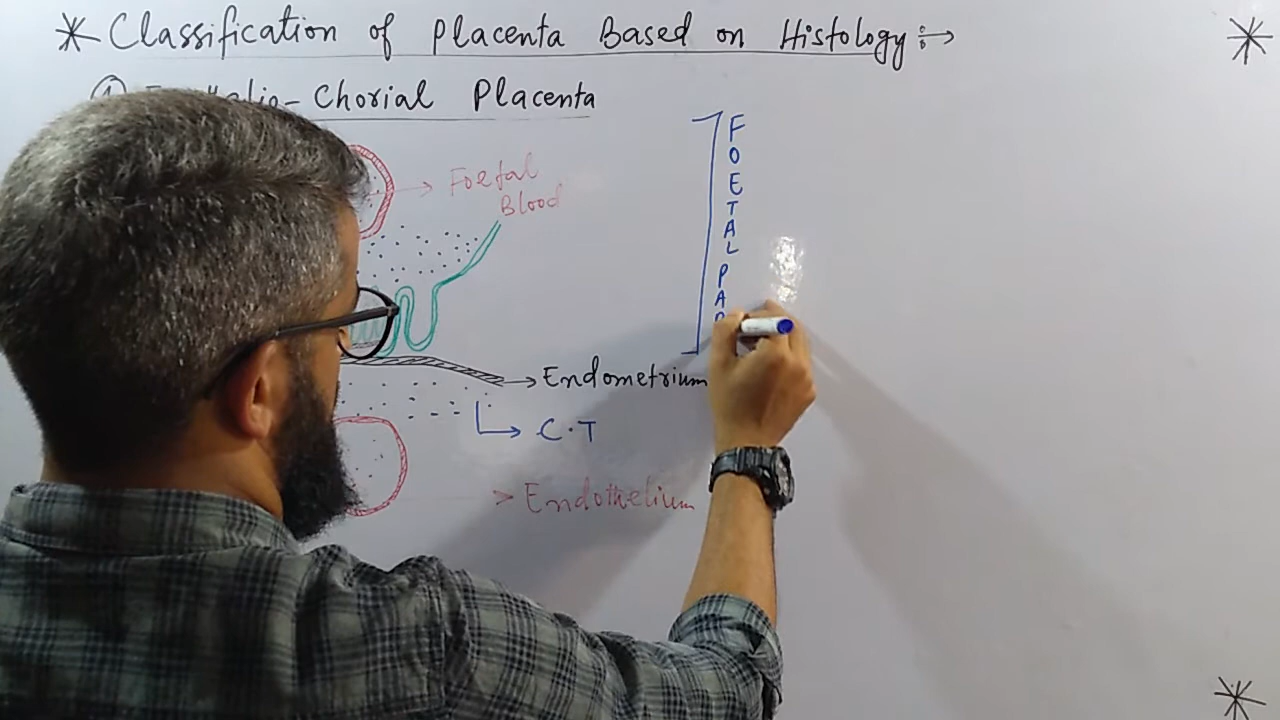 * Classification of Placenta Based on Histology :→
Chorial Placenta
→ Foetal
Blood
→ Endometrium
→ C.T
> Endothelium
FOETAL PA